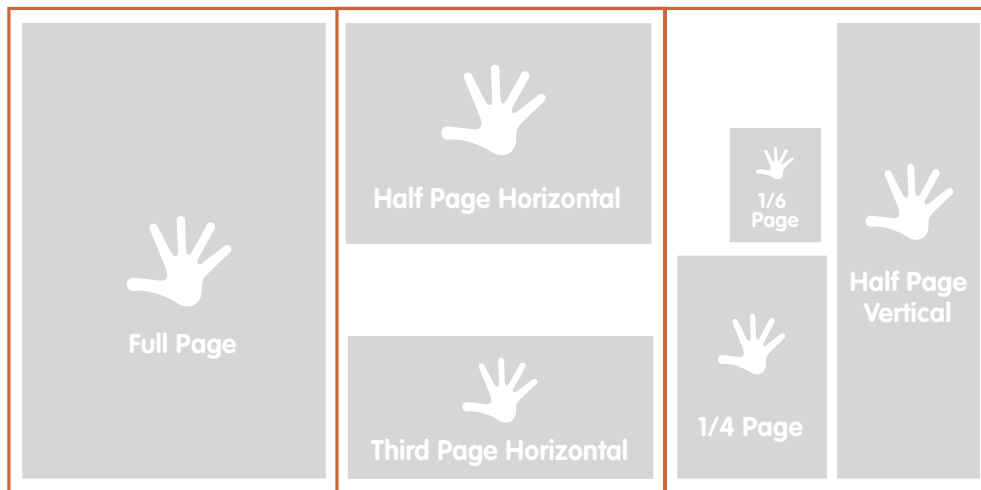 Full Page
Half Page Horizontal
Third Page Horizontal
1/6
Page
1/4 Page
Half Page
Vertical